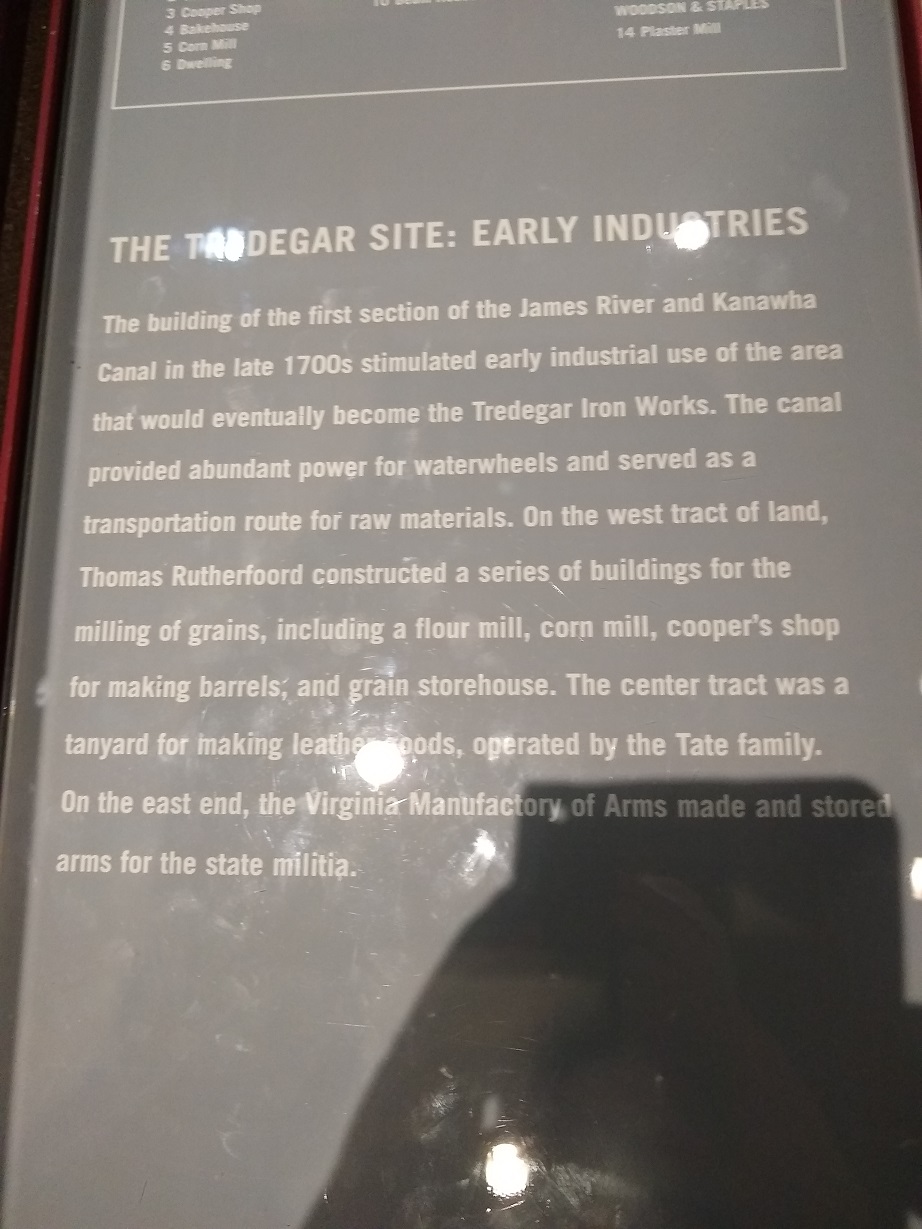 3 Cooper Shop
4 Bakehouse
5 Corn Mill
6 Dwelling
10
WOODSON & STAPLES
14 Plaster Mill
THE TREDEGAR SITE: EARLY INDUSTRIES
The building of the first section of the James River and Kanawha
Canal in the late 1700s stimulated early industrial use of the area
that would eventually become the Tredegar Iron Works. The canal
provided abundant power for waterwheels and served as a
transportation route for raw materials. On the west tract of land,
Thomas Rutherfoord constructed a series of buildings for the
milling of grains, including a flour mill, corn mill, cooper's shop
for making barrels, and grain storehouse. The center tract was a
tanyard for making leather goods, operated by the Tate family.
On the east end, the Virginia Manufactory of Arms made and stored
arms for the state militia.